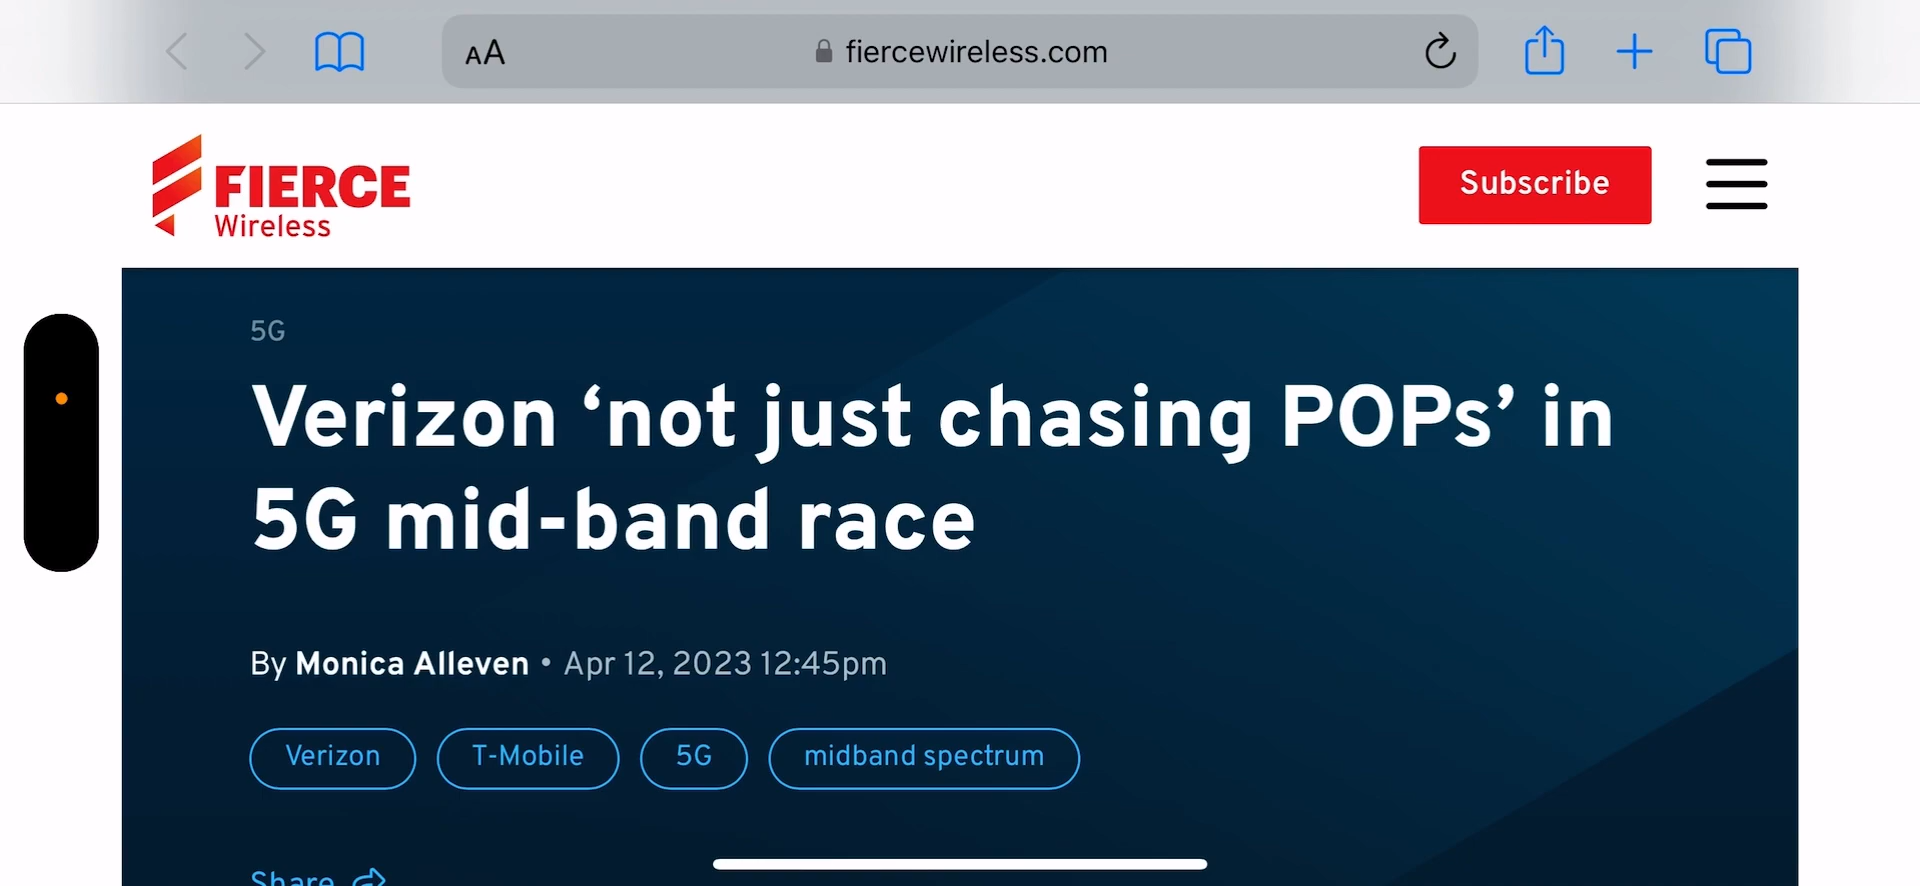 AA
fiercewireless.com
FIERCE
Wireless
Subscribe
5G
Verizon ‘not just chasing POPs’ in
5G mid-band race
By Monica Alleven • Apr 12, 2023 12:45pm
Verizon T-Mobile 5G midband spectrum
Share